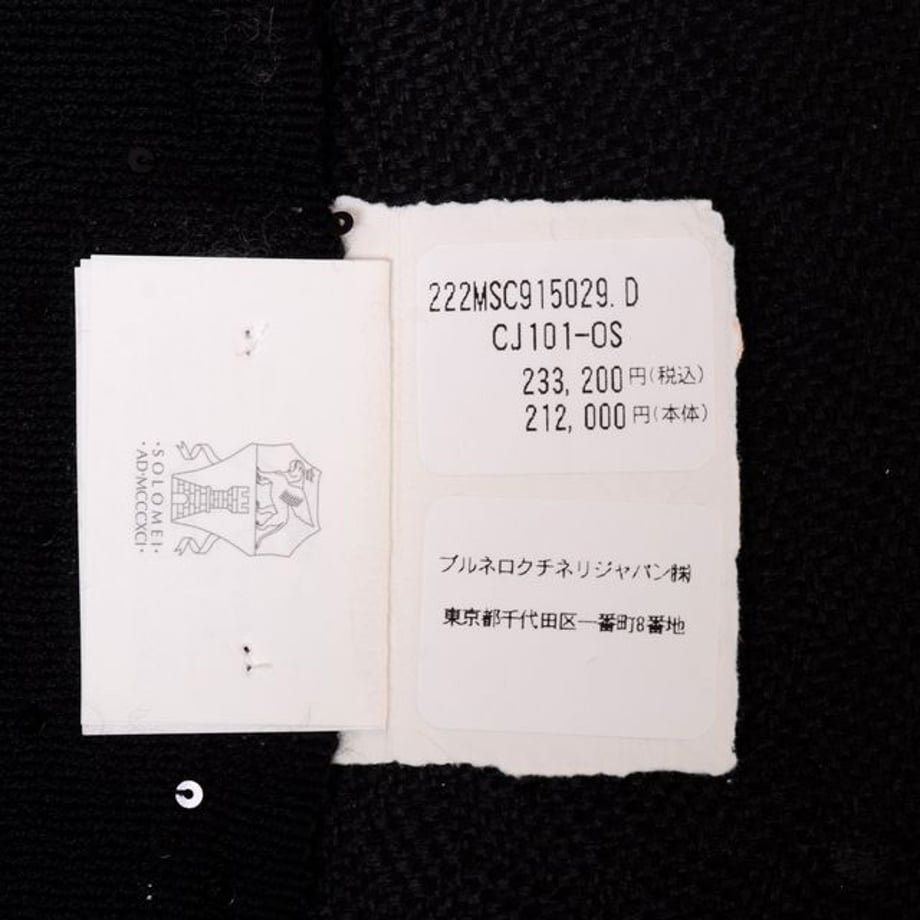 ·SOLOMEI·
·AD·MCCCXCI·
222MSC915029.D
CJ101-OS
233,200円(税込)
212,000円(本体)
ブルネロクチネリジャパン㈱
東京都千代田区一番町8番地